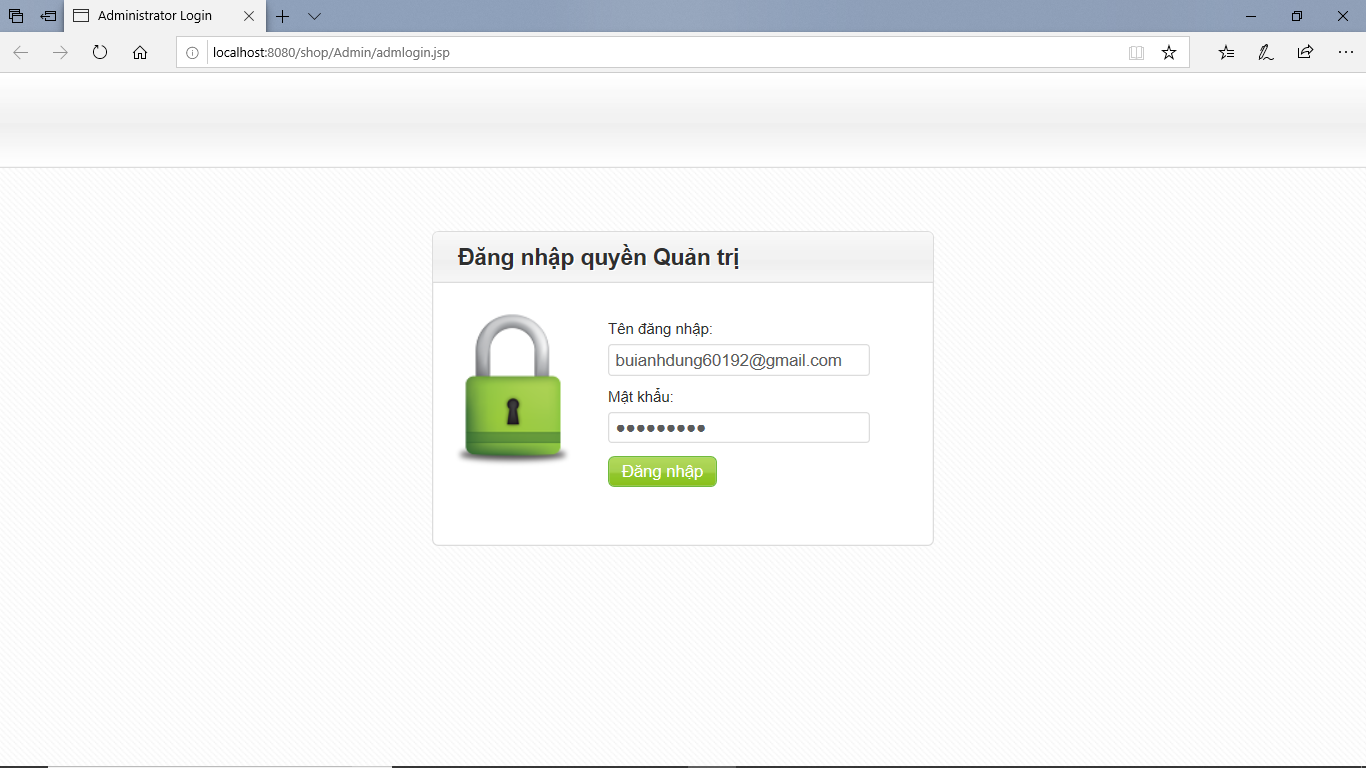 Administrator Login
localhost:8080/shop/Admin/admlogin.jsp
Đăng nhập quyền Quản trị
Tên đăng nhập:
buianhdung60192@gmail.com
Mật khẩu:
●●●●●●●●●
Đăng nhập